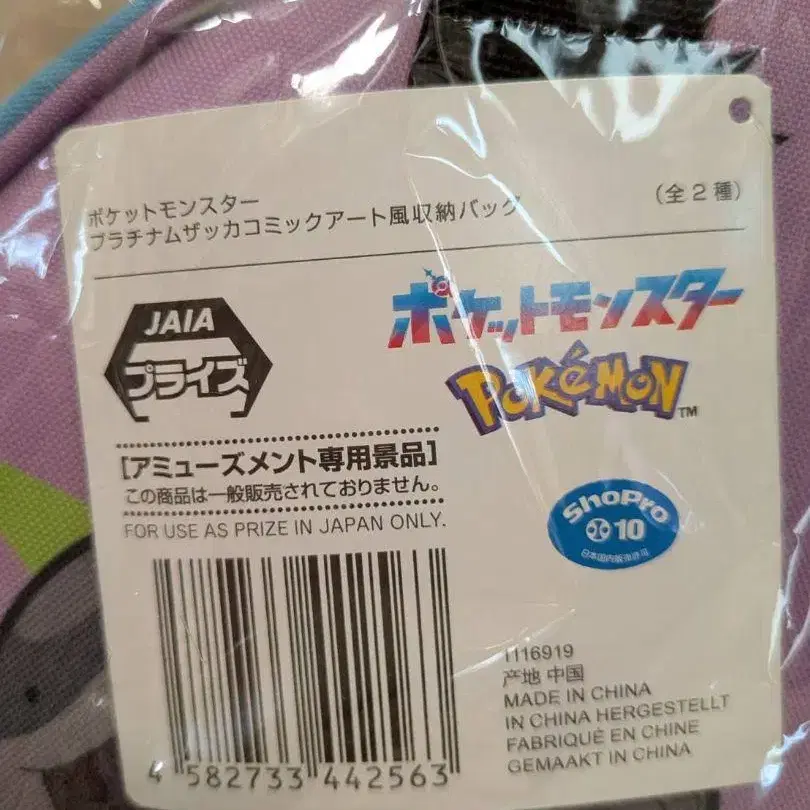 ポケットモンスター
プラチナムザッカコミックアート風収納バッグ
(全2種)
JAIA
プライズ
ポケットモンスター
POKéMON™
[アミューズメント専用景品]
この商品は一般販売されておりません。
FOR USE AS PRIZE IN JAPAN ONLY.
ShoPro
10
日本国内販売許可
4 582733 442563
1116919
产地 中国
MADE IN CHINA
IN CHINA HERGESTELLT
FABRIQUÉ EN CHINE
GEMAAKT IN CHINA